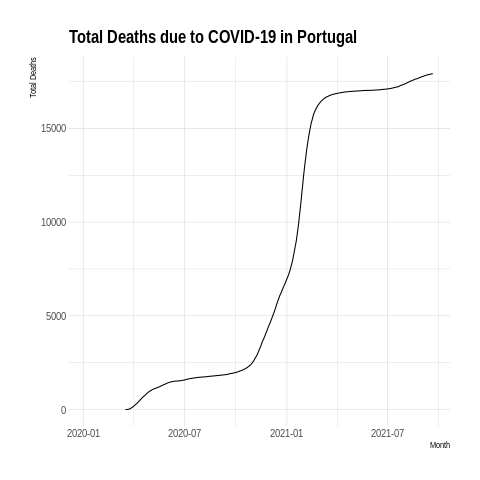 Total Deaths due to COVID-19 in Portugal
Total Deaths
15000
10000
5000
0
2020-01 2020-07 2021-01 2021-07
Month